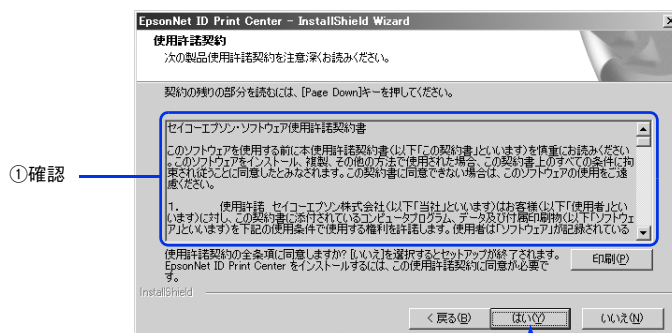 EpsonNet ID Print Center - InstallShield Wizard
使用許諾契約
次の製品使用許諾契約を注意深くお読みください。
契約の残りの部分を読むには、[Page Down]キーを押してください。
セイコーエプソン・ソフトウェア使用許諾契約書
このソフトウェアを使用する前に本使用許諾契約書(以下「この契約書」といいます)を慎重にお読みください
。このソフトウェアをインストール、複製、その他の方法で使用された場合、この契約書上のすべての条件に拘
束され従うことに同意したとみなされます。この契約書に同意できない場合は、このソフトウェアの使用をご遠
慮ください。
1. 使用許諾 セイコーエプソン株式会社(以下「当社」といいます)はお客様(以下「使用者」とい
います)に対し、この契約書に添付されているコンピュータプログラム、データ及び付属印刷物(以下「ソフトウェ
ア」といいます)を下記の使用条件で使用する権利を許諾します。使用者は「ソフトウェア」が記録されている
①確認
使用許諾契約の全条項に同意しますか? [いいえ]を選択するとセットアップが終了されます。
EpsonNet ID Print Center をインストールするには、この使用許諾契約に同意が必要で
す。
印刷(P)
InstallShield
< 戻る(B)
はい(Y)
いいえ(N)